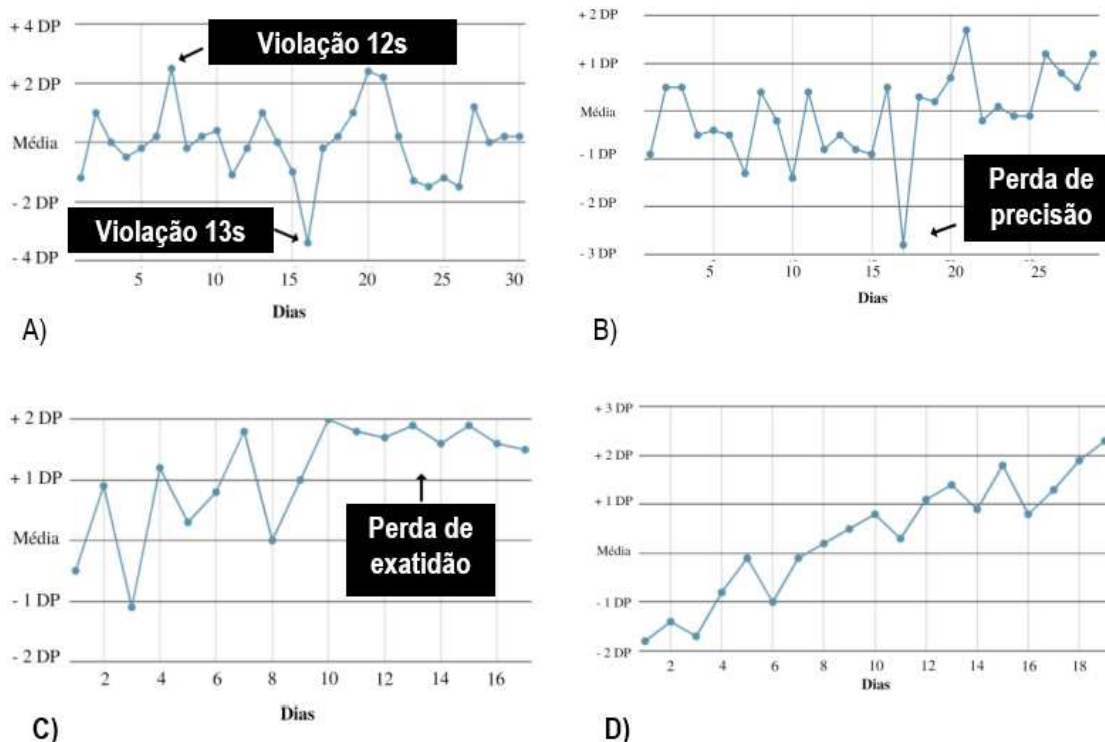 + 4 DP
Violação 12s
+ 2 DP
Média
- 2 DP
Violação 13s
- 4 DP
5 10 15 20 25 30
Dias
A)
+ 2 DP
+ 1 DP
Média
- 1 DP
Perda de
precisão
- 2 DP
- 3 DP
5 10 15 20 25
Dias
B)
+ 2 DP
+ 1 DP
Média
Perda de
exatidão
- 1 DP
- 2 DP
2 4 6 8 10 12 14 16
Dias
C)
+ 3 DP
+ 2 DP
+ 1 DP
Média
- 1 DP
- 2 DP
2 4 6 8 10 12 14 16 18
Dias
D)